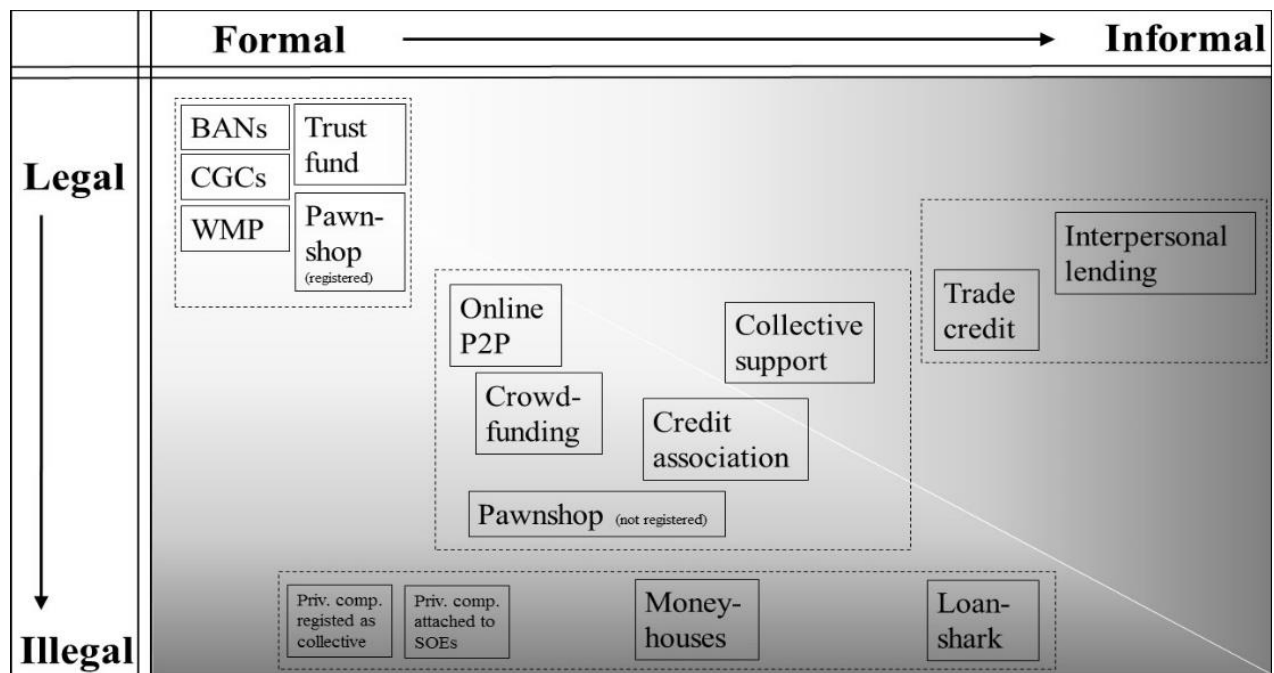 Formal
Informal
Legal
Illegal
BANs
CGCs
WMP
Trust
fund
Pawn-
shop
(registered)
Online
P2P
Crowd-
funding
Collective
support
Credit
association
Pawnshop (not registered)
Trade
credit
Interpersonal
lending
Priv. comp.
registed as
collective
Priv. comp.
attached to
SOEs
Money-
houses
Loan-
shark